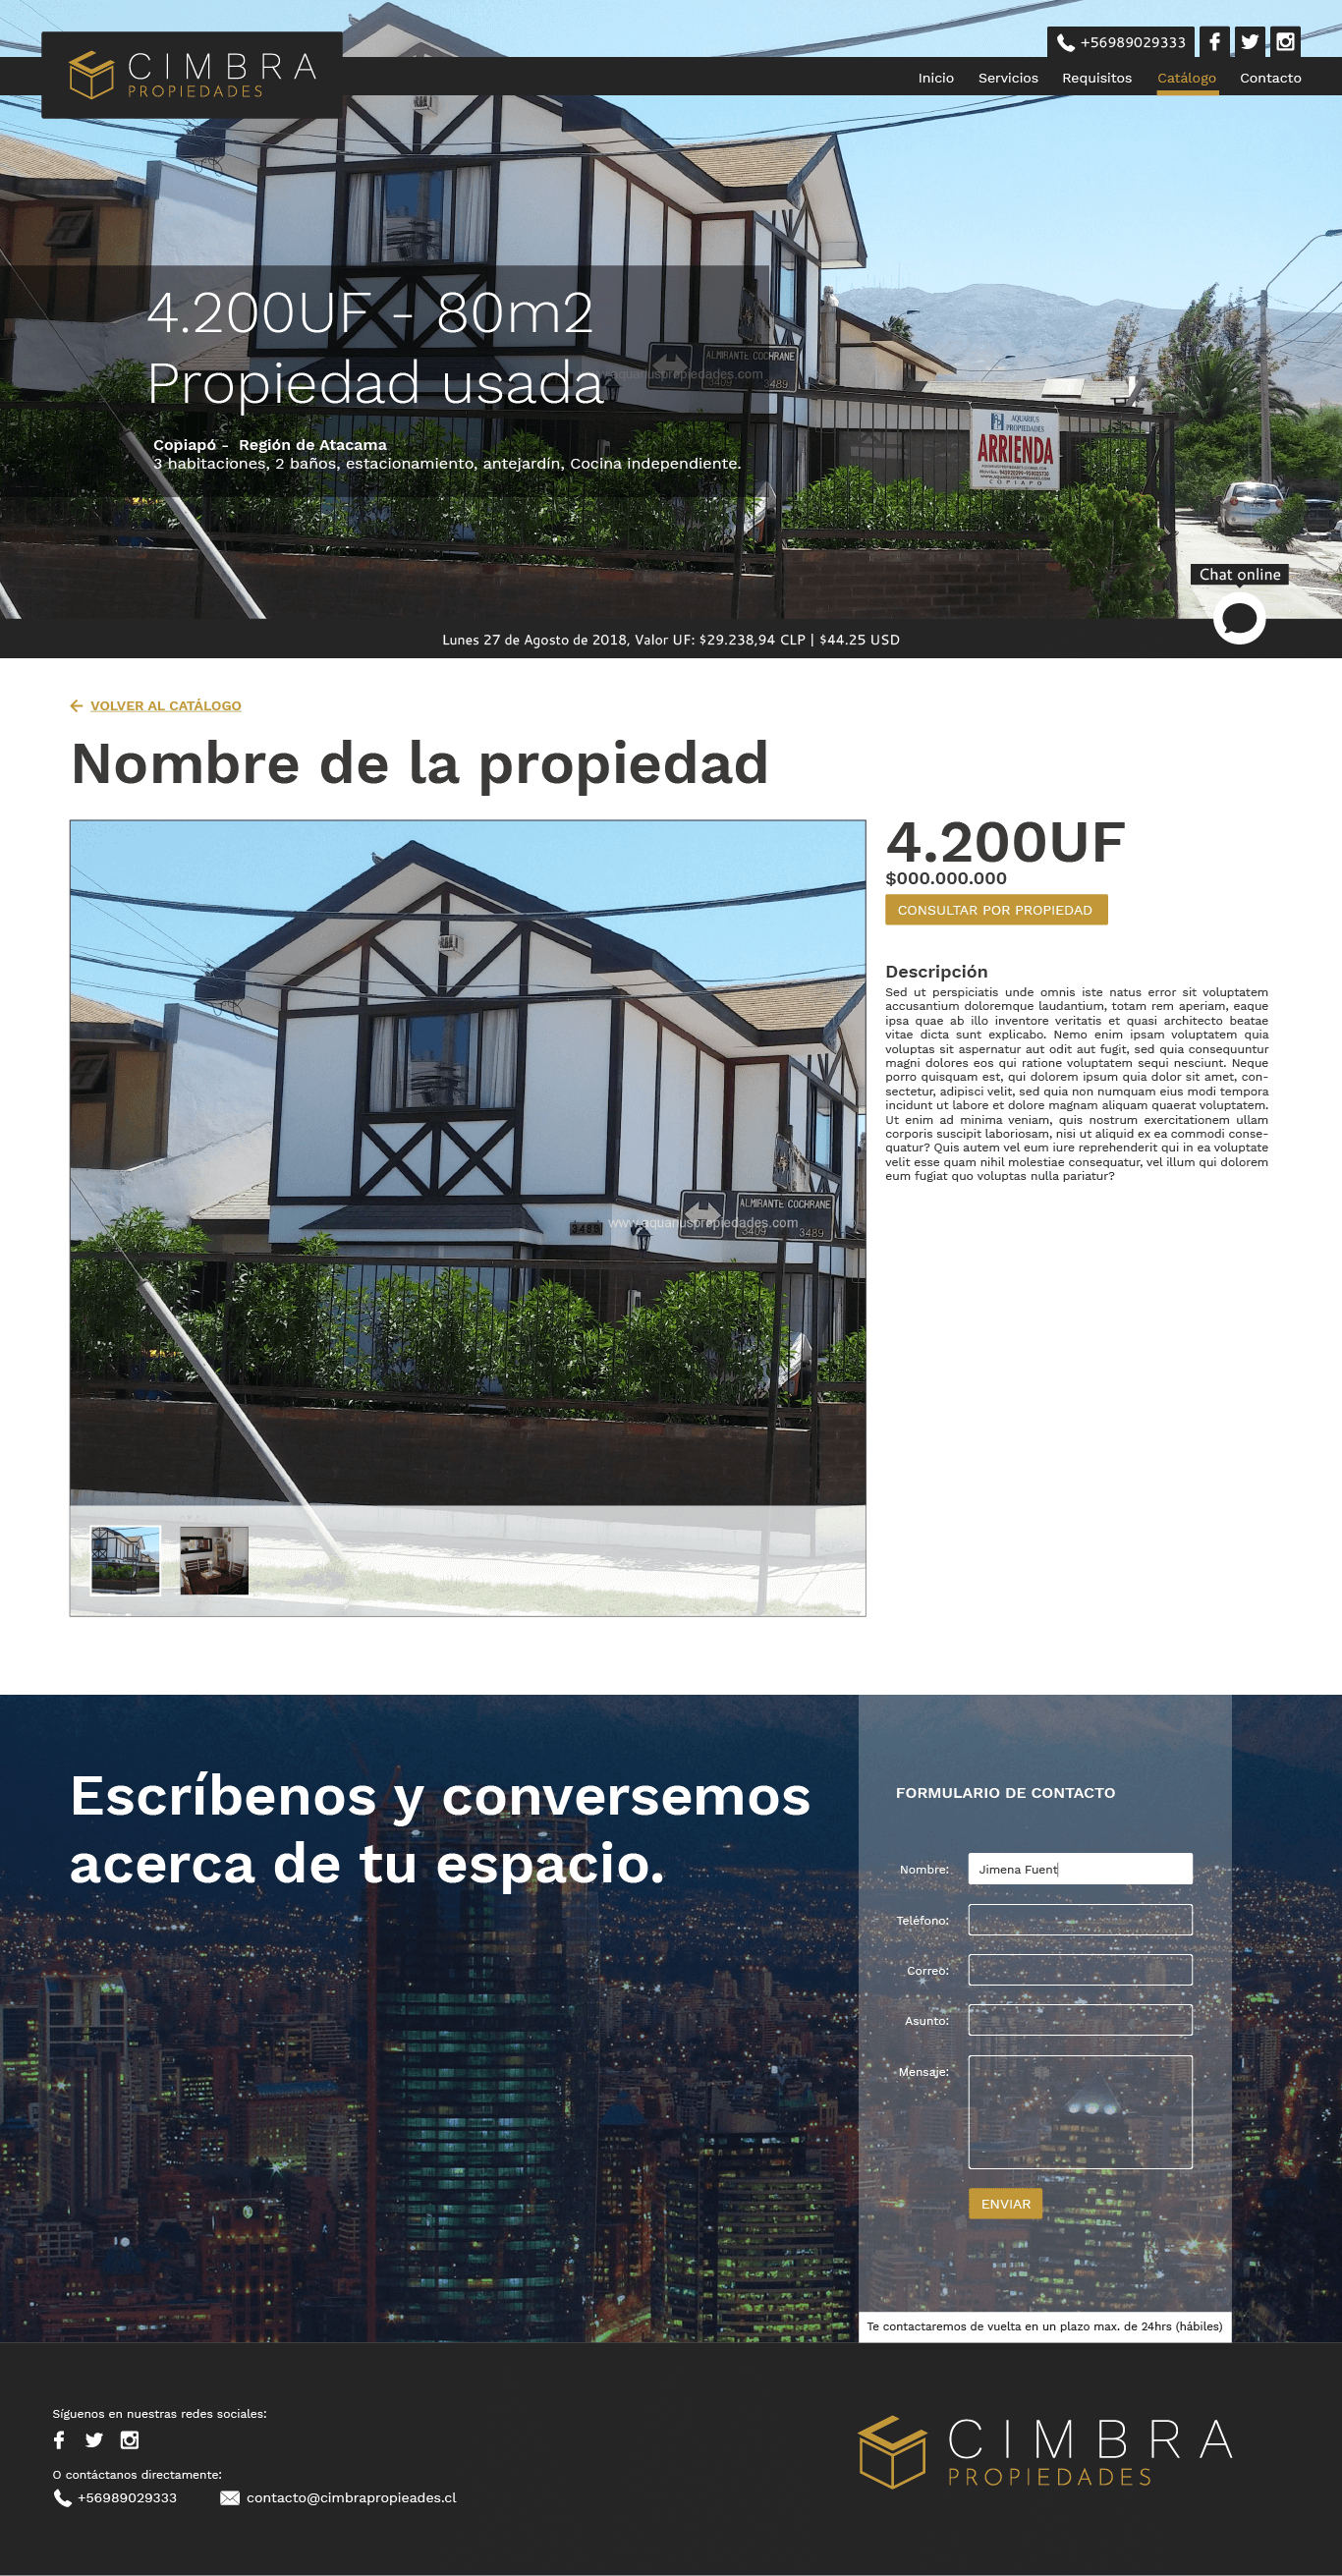 CIMBRA
PROPIEDADES
+56989029333
Inicio Servicios Requisitos Catálogo Contacto
4.200UF - 80m2
Propiedad usada
ALMIRANTE COCHRANE
3409 3489
aquariuspropiedades.com
Copiapó - Región de Atacama
3 habitaciones, 2 baños, estacionamiento, antejardín, Cocina independiente.
AQUARIUS
PROPIEDADES
ARRIENDA
COPIAPO
Chat online
Lunes 27 de Agosto de 2018, Valor UF: $29.238,94 CLP | $44.25 USD
VOLVER AL CATÁLOGO
Nombre de la propiedad
4.200UF
$000.000.000
CONSULTAR POR PROPIEDAD
Descripción
Sed ut perspiciatis unde omnis iste natus error sit voluptatem
accusantium doloremque laudantium, totam rem aperiam, eaque
ipsa quae ab illo inventore veritatis et quasi architecto beatae
vitae dicta sunt explicabo. Nemo enim ipsam voluptatem quia
voluptas sit aspernatur aut odit aut fugit, sed quia consequuntur
magni dolores eos qui ratione voluptatem sequi nesciunt. Neque
porro quisquam est, qui dolorem ipsum quia dolor sit amet, con-
sectetur, adipisci velit, sed quia non numquam eius modi tempora
incidunt ut labore et dolore magnam aliquam quaerat voluptatem.
Ut enim ad minima veniam, quis nostrum exercitationem ullam
corporis suscipit laboriosam, nisi ut aliquid ex ea commodi conse-
quatur? Quis autem vel eum iure reprehenderit qui in ea voluptate
velit esse quam nihil molestiae consequatur, vel illum qui dolorem
eum fugiat quo voluptas nulla pariatur?
ALMIRANTE COCHRANE
3409 3489
3489
www.aquariuspropiedades.com
Escríbenos y conversemos
acerca de tu espacio.
FORMULARIO DE CONTACTO
Nombre: Jimena Fuent
Teléfono:
Correo:
Asunto:
Mensaje:
ENVIAR
Te contactaremos de vuelta en un plazo max. de 24hrs (hábiles)
Síguenos en nuestras redes sociales:
O contáctanos directamente:
+56989029333 contacto@cimbrapropieades.cl
CIMBRA
PROPIEDADES